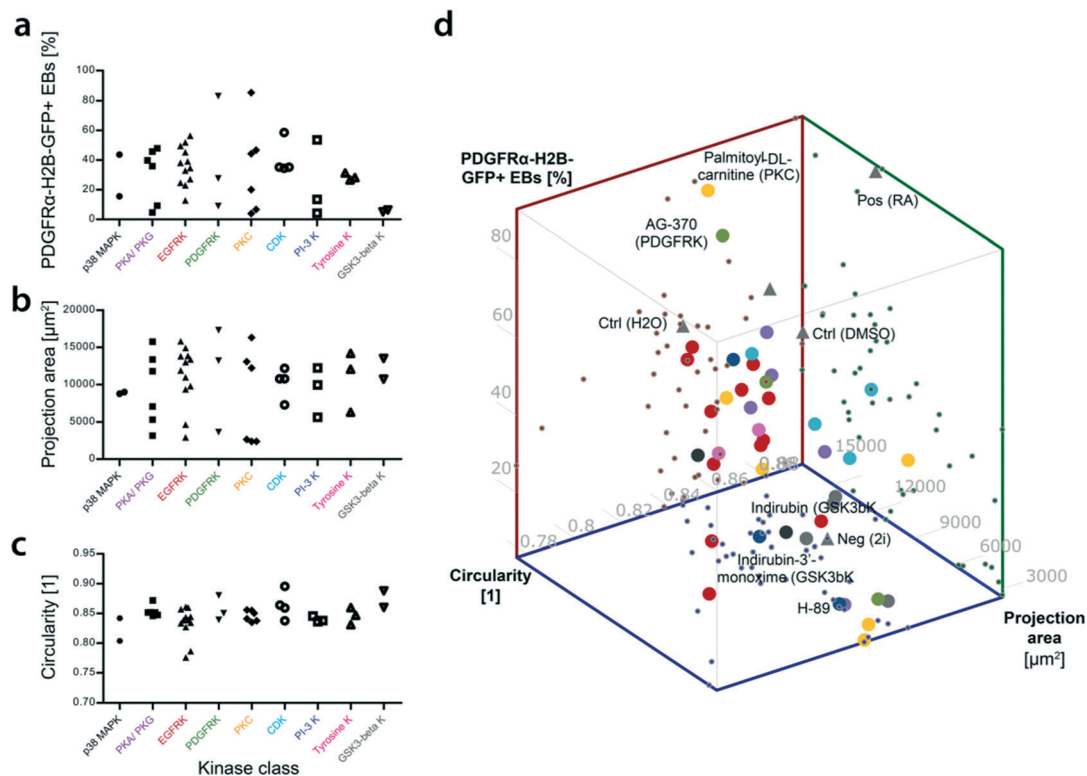 a
PDGFRα-H2B-GFP+ EBs [%]
100
80
60
40
20
0
p38 MAPK
PKA/ PKG
EGFRK
PDGFRK
PKC
CDK
PI-3 K
Tyrosine K
GSK3-beta K
b
Projection area [µm²]
20000
15000
10000
5000
0
p38 MAPK
PKA/ PKG
EGFRK
PDGFRK
PKC
CDK
PI-3 K
Tyrosine K
GSK3-beta K
c
Circularity [1]
0.95
0.90
0.85
0.80
0.75
0.70
p38 MAPK
PKA/ PKG
EGFRK
PDGFRK
PKC
CDK
PI-3 K
Tyrosine K
GSK3-beta K
Kinase class
d
PDGFRα-H2B-
GFP+ EBs [%]
Palmitoyl-DL-
carnitine (PKC)
Pos (RA)
AG-370
(PDGFRK)
Ctrl (H2O)
Ctrl (DMSO)
80
60
40
20
0.78
0.8
0.82
0.84
0.86
0.88
15000
12000
9000
6000
3000
Indirubin (GSK3bK
Neg (2i)
Indirubin-3'-
monoxime (GSK3bK
H-89
Circularity
[1]
Projection
area
[µm²]